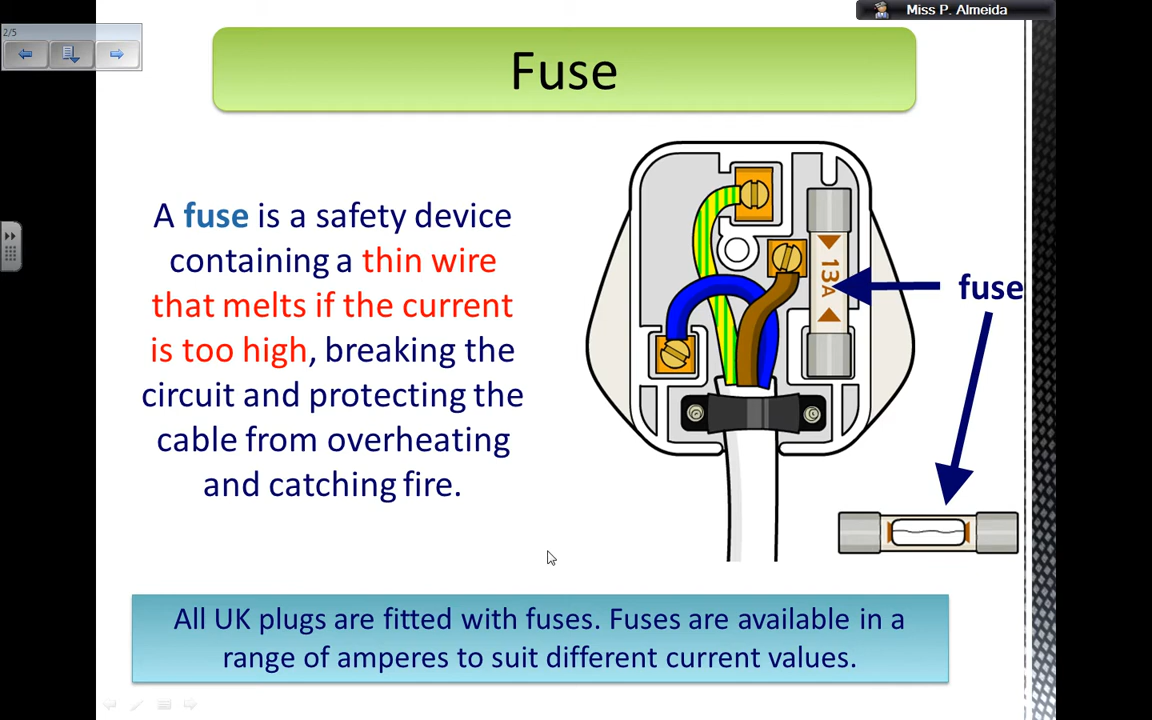 Miss P. Almeida
2/5
Fuse
A fuse is a safety device
containing a thin wire
that melts if the current
is too high, breaking the
circuit and protecting the
cable from overheating
and catching fire.
13A
fuse
All UK plugs are fitted with fuses. Fuses are available in a
range of amperes to suit different current values.